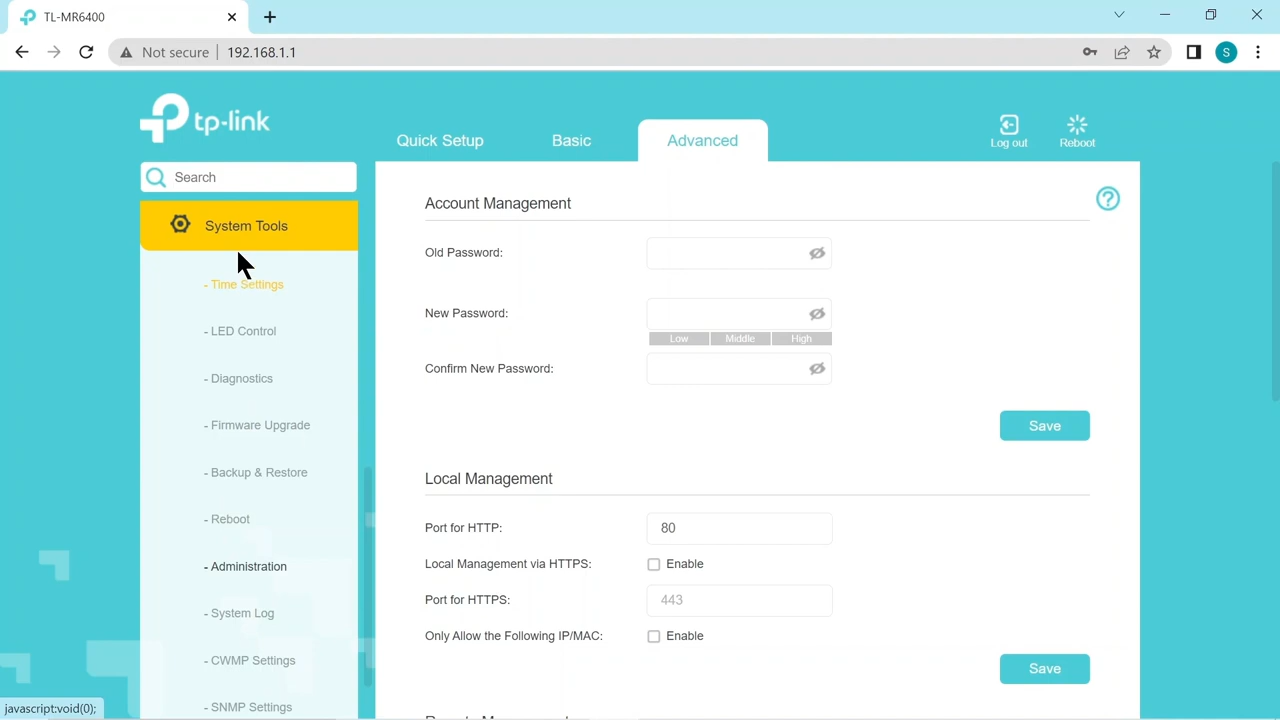 TL-MR6400
Not secure
192.168.1.1
S
tp-link
Quick Setup
Basic
Advanced
Log out
Reboot
Search
System Tools
- Time Settings
- LED Control
- Diagnostics
- Firmware Upgrade
- Backup & Restore
- Reboot
- Administration
- System Log
- CWMP Settings
- SNMP Settings
Account Management
?
Old Password:
New Password:
Low Middle High
Confirm New Password:
Save
Local Management
Port for HTTP: 80
Local Management via HTTPS: Enable
Port for HTTPS: 443
Only Allow the Following IP/MAC: Enable
Save
javascript:void(0);